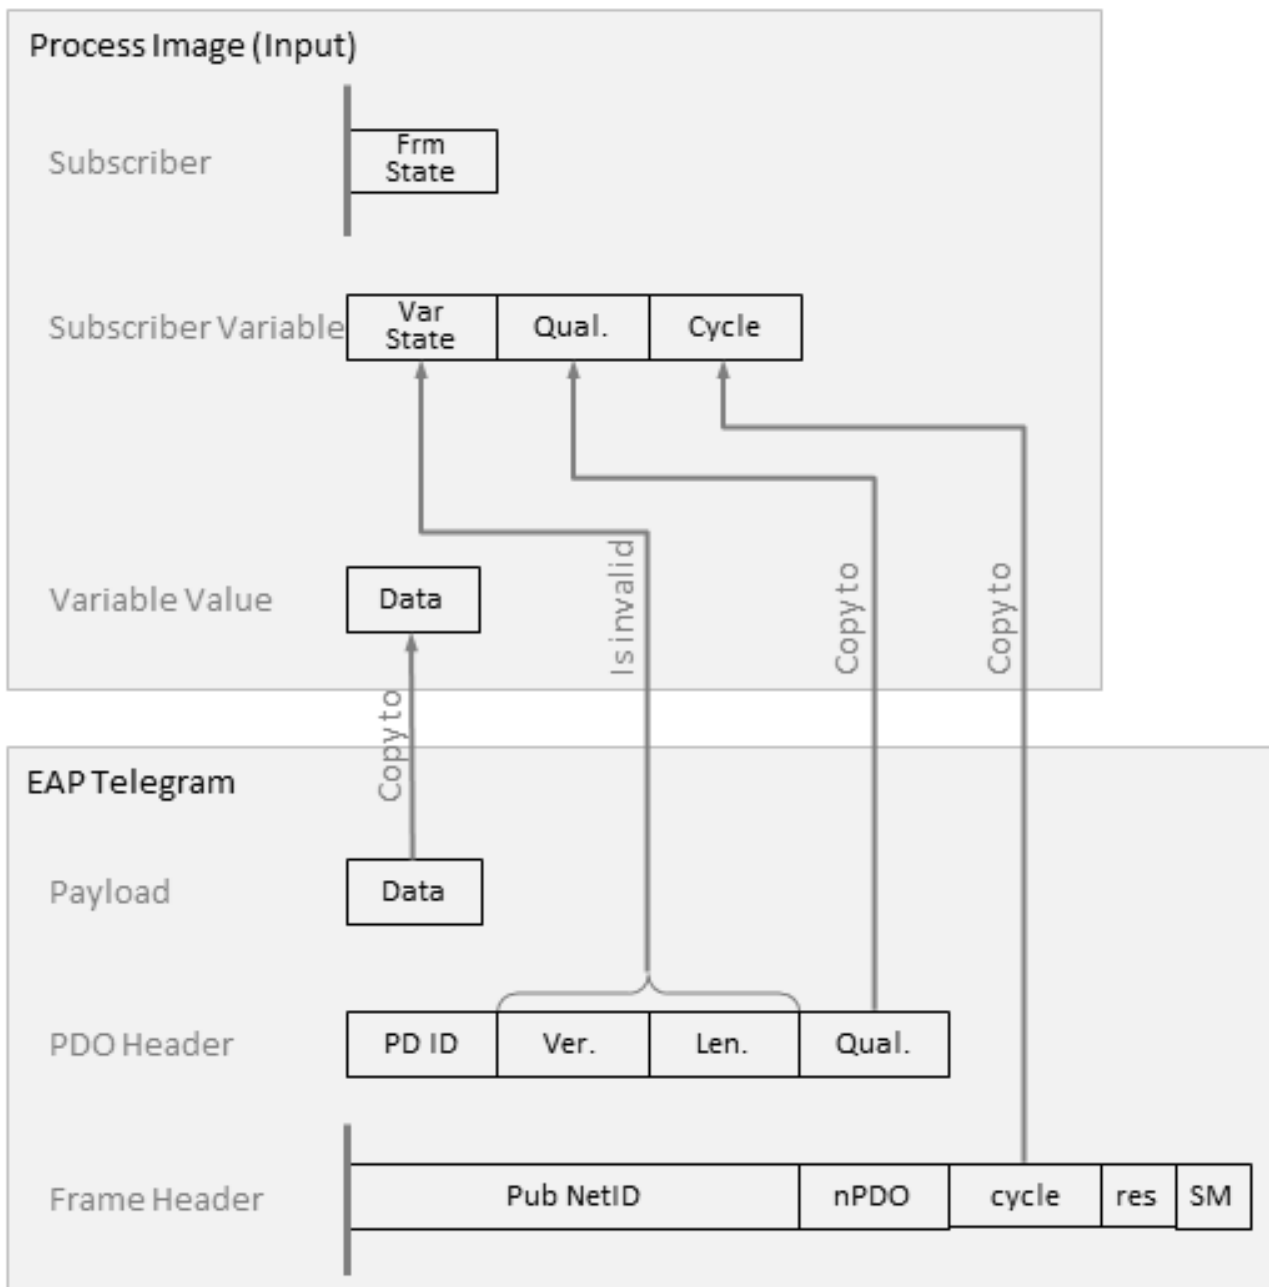 Process Image (Input)
Subscriber
Frm
State
Subscriber Variable
Var
State
Qual.
Cycle
Is invalid
Copy to
Copy to
Variable Value
Data
Copy to
EAP Telegram
Payload
Data
PDO Header
PD ID
Ver.
Len.
Qual.
Frame Header
Pub NetID
nPDO
cycle
res
SM